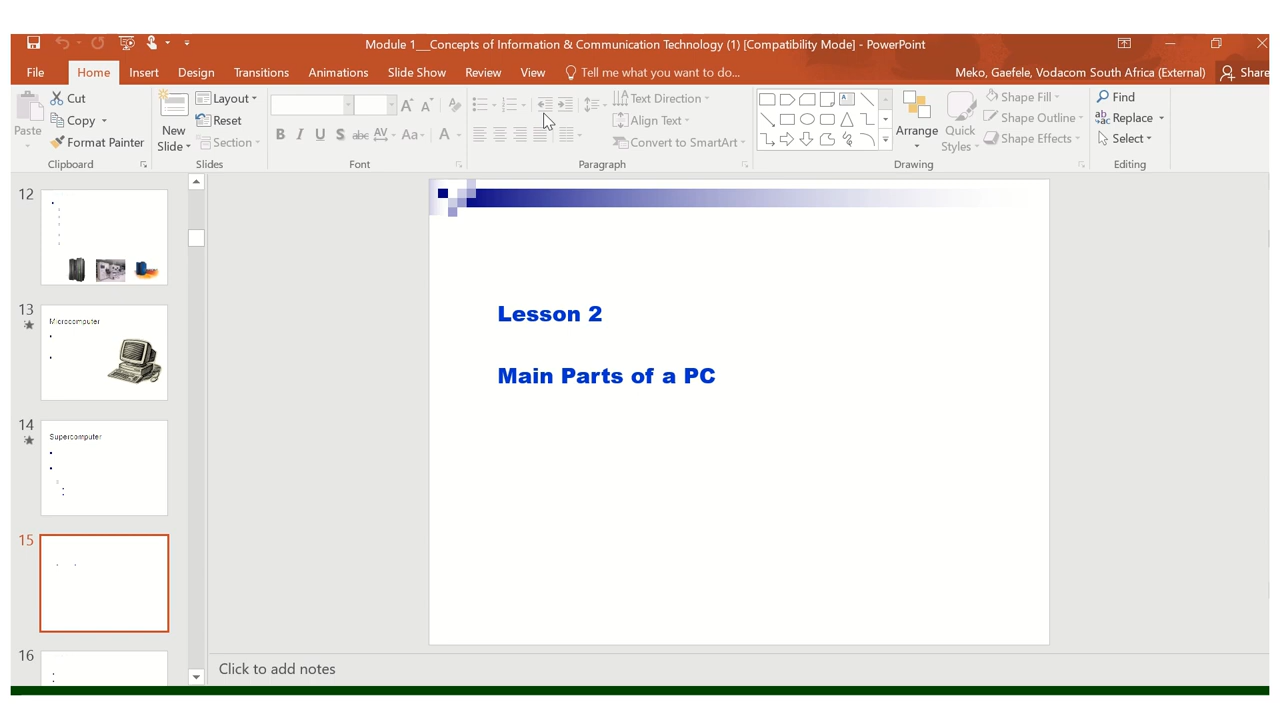 Module 1__Concepts of Information & Communication Technology (1) [Compatibility Mode] - PowerPoint
File Home Insert Design Transitions Animations Slide Show Review View Tell me what you want to do... Meko, Gaefele, Vodacom South Africa (External) Share
Cut
Copy
Format Painter
Paste
Clipboard
New
Slide
Layout
Reset
Section
Slides
B I U S abc AV Aa A
Font
Text Direction
Align Text
Convert to SmartArt
Paragraph
Arrange
Quick
Styles
Shape Fill
Shape Outline
Shape Effects
Drawing
Find
Replace
Select
Editing
12
13
Microcomputer
14
Supercomputer
15
16
Lesson 2
Main Parts of a PC
Click to add notes